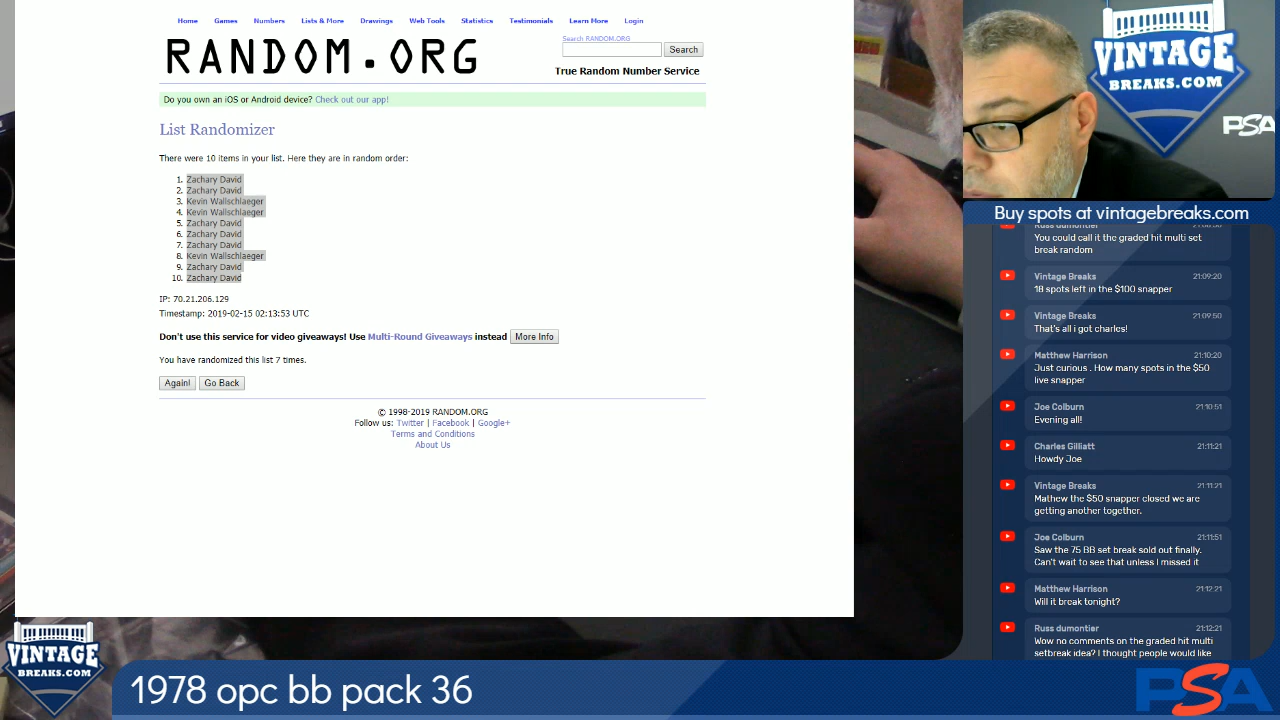 Home Games Numbers Lists & More Drawings Web Tools Statistics Testimonials Learn More Login
RANDOM.ORG
Search RANDOM.ORG
Search
True Random Number Service
Do you own an iOS or Android device? Check out our app!
List Randomizer
There were 10 items in your list. Here they are in random order:
1. Zachary David
2. Zachary David
3. Kevin Wallschlaeger
4. Kevin Wallschlaeger
5. Zachary David
6. Zachary David
7. Zachary David
8. Kevin Wallschlaeger
9. Zachary David
10. Zachary David
IP: 70.21.206.129
Timestamp: 2019-02-15 02:13:53 UTC
Don't use this service for video giveaways! Use Multi-Round Giveaways instead More Info
You have randomized this list 7 times.
Again! Go Back
© 1998-2019 RANDOM.ORG
Follow us: Twitter | Facebook | Google+
Terms and Conditions
About Us
VINTAGE
BREAKS.COM
PSA
Buy spots at vintagebreaks.com
Russ dumontier
You could call it the graded hit multi set
break random
Vintage Breaks 21:09:20
18 spots left in the $100 snapper
Vintage Breaks 21:09:50
That's all i got charles!
Matthew Harrison 21:10:20
Just curious . How many spots in the $50
live snapper
Joe Colburn 21:10:51
Evening all!
Charles Gilliatt 21:11:21
Howdy Joe
Vintage Breaks 21:11:21
Mathew the $50 snapper closed we are
getting another together.
Joe Colburn 21:11:51
Saw the 75 BB set break sold out finally.
Can't wait to see that unless I missed it
Matthew Harrison 21:12:21
Will it break tonight?
Russ dumontier 21:12:21
Wow no comments on the graded hit multi
setbreak idea? I thought people would like
VINTAGE
BREAKS.COM
1978 opc bb pack 36
PSA